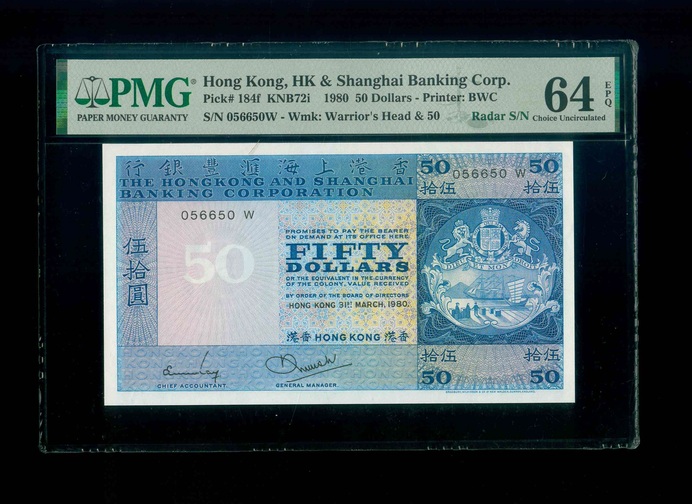 PMG
PAPER MONEY GUARANTY
Hong Kong, HK & Shanghai Banking Corp.
Pick# 184f KNB72i 1980 50 Dollars - Printer: BWC
S/N 056650W - Wmk: Warrior's Head & 50 Radar S/N
64 EPQ
Choice Uncirculated
行銀豐滙海上港香
THE HONGKONG AND SHANGHAI
BANKING CORPORATION
50 50
056650 W
拾伍 拾伍
056650 W
50
伍拾圓
PROMISES TO PAY THE BEARER
ON DEMAND AT ITS OFFICE HERE
FIFTY
DOLLARS
OR THE EQUIVALENT IN THE CURRENCY
OF THE COLONY, VALUE RECEIVED
BY ORDER OF THE BOARD OF DIRECTORS
HONG KONG 31ST MARCH, 1980.
港香 HONG KONG 港香
CHIEF ACCOUNTANT.
GENERAL MANAGER.
拾伍 拾伍
50 50